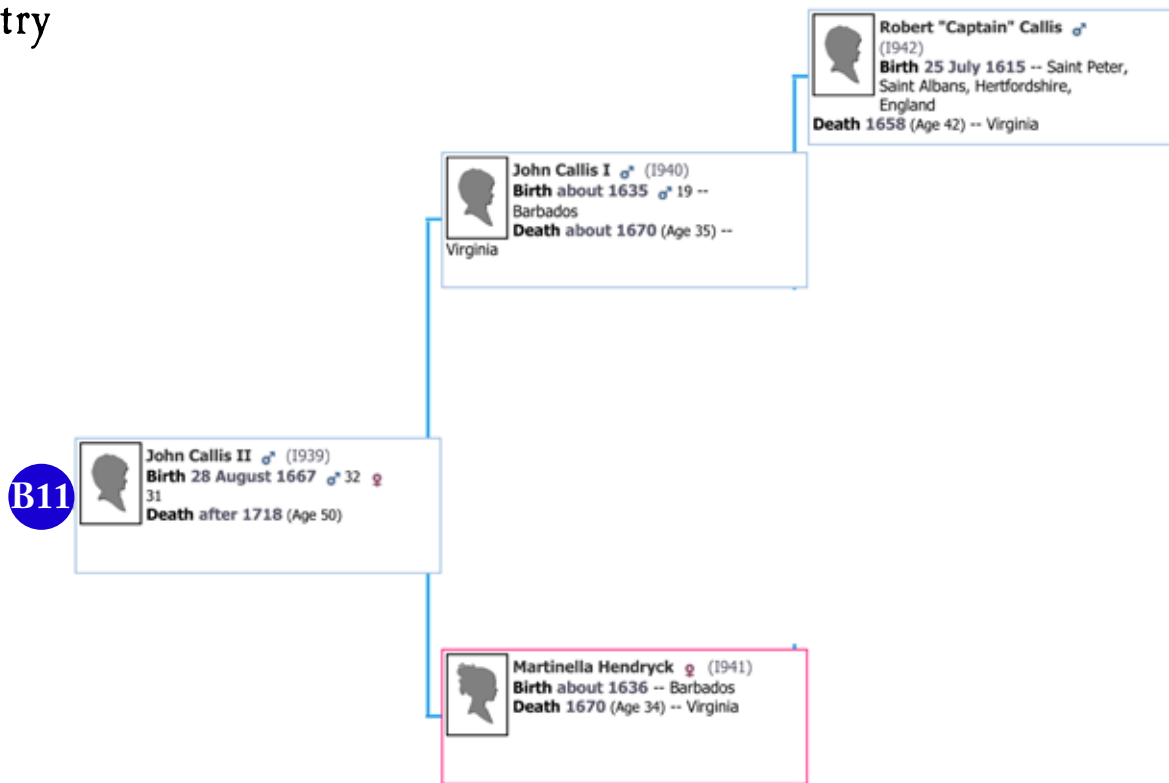 try
Robert "Captain" Callis ♂
(I942)
Birth 25 July 1615 -- Saint Peter,
Saint Albans, Hertfordshire,
England
Death 1658 (Age 42) -- Virginia
John Callis I ♂ (I940)
Birth about 1635 ♂ 19 --
Barbados
Death about 1670 (Age 35) --
Virginia
B11
John Callis II ♂ (I939)
Birth 28 August 1667 ♂ 32 ♀
31
Death after 1718 (Age 50)
Martinella Hendryck ♀ (I941)
Birth about 1636 -- Barbados
Death 1670 (Age 34) -- Virginia